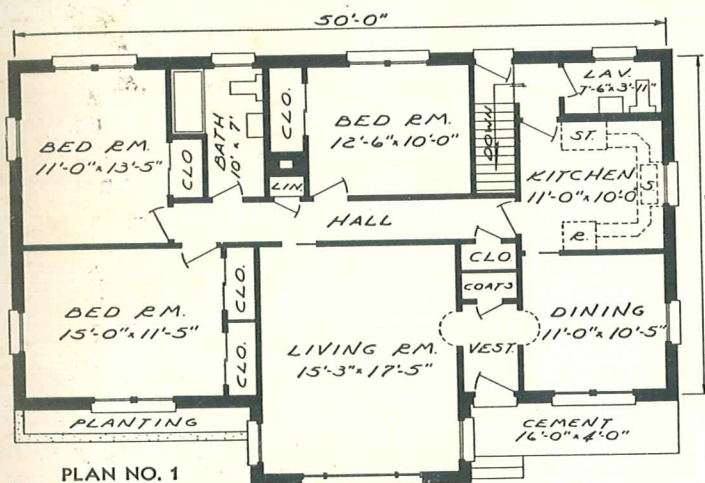 50'-0"
BED RM.
11'-0" x 13'-5"
CLO
BATH
10' x 7'
CLO.
LIN.
BED RM.
12'-6" x 10'-0"
DOWN
LAV.
7'-6" x 3'-11"
ST.
KITCHEN
11'-0" x 10'-0
S
R.
HALL
BED RM.
15'-0" x 11'-5"
CLO.
CLO.
LIVING RM.
15'-3" x 17'-5"
CLO.
COATS
VEST.
DINING
11'-0" x 10'-5"
PLANTING
CEMENT
16'-0" x 4'-0"
PLAN NO. 1